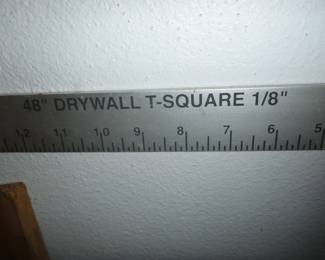 48" DRYWALL T-SQUARE 1/8"
12 11 10 9 8 7 6 5